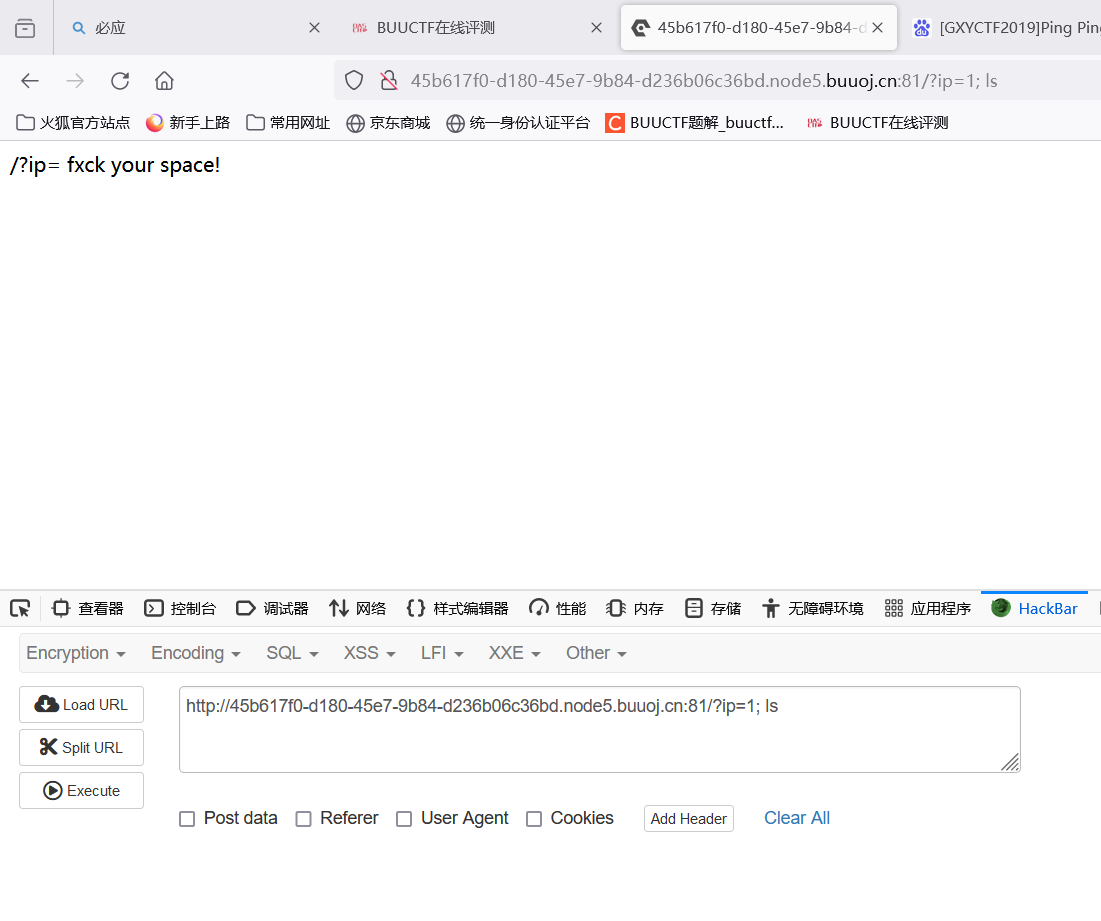 必应
BUUCTF在线评测
45b617f0-d180-45e7-9b84-d
[GXYCTF2019]Ping Pin
45b617f0-d180-45e7-9b84-d236b06c36bd.node5.buuoj.cn:81/?ip=1; ls
火狐官方站点 新手上路 常用网址 京东商城 统一身份认证平台 BUUCTF题解_buuctf... BUUCTF在线评测
/?ip= fxck your space!
查看器 控制台 调试器 网络 样式编辑器 性能 内存 存储 无障碍环境 应用程序 HackBar
Encryption Encoding SQL XSS LFI XXE Other
Load URL
http://45b617f0-d180-45e7-9b84-d236b06c36bd.node5.buuoj.cn:81/?ip=1; ls
Split URL
Execute
Post data Referer User Agent Cookies Add Header Clear All